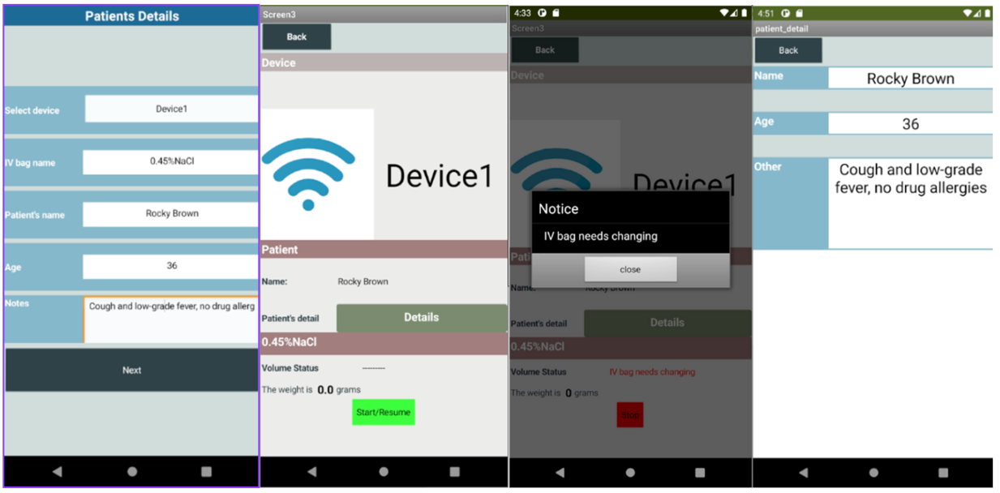 Patients Details
Select device
Device1
IV bag name
0.45%NaCl
Patient's name
Rocky Brown
Age
36
Notes
Cough and low-grade fever, no drug allerg
Next
Screen3
Back
Device
Device1
Patient
Name:
Rocky Brown
Patient's detail
Details
0.45%NaCl
Volume Status
---------
The weight is 0.0 grams
Start/Resume
4:33
Screen3
Back
Device
Device1
Notice
IV bag needs changing
close
Pati
Name:
Rocky Brown
Patient's detail
Details
0.45%NaCl
Volume Status
IV bag needs changing
The weight is 0 grams
Stop
4:51
patient_detail
Back
Name
Rocky Brown
Age
36
Other
Cough and low-grade
fever, no drug allergies